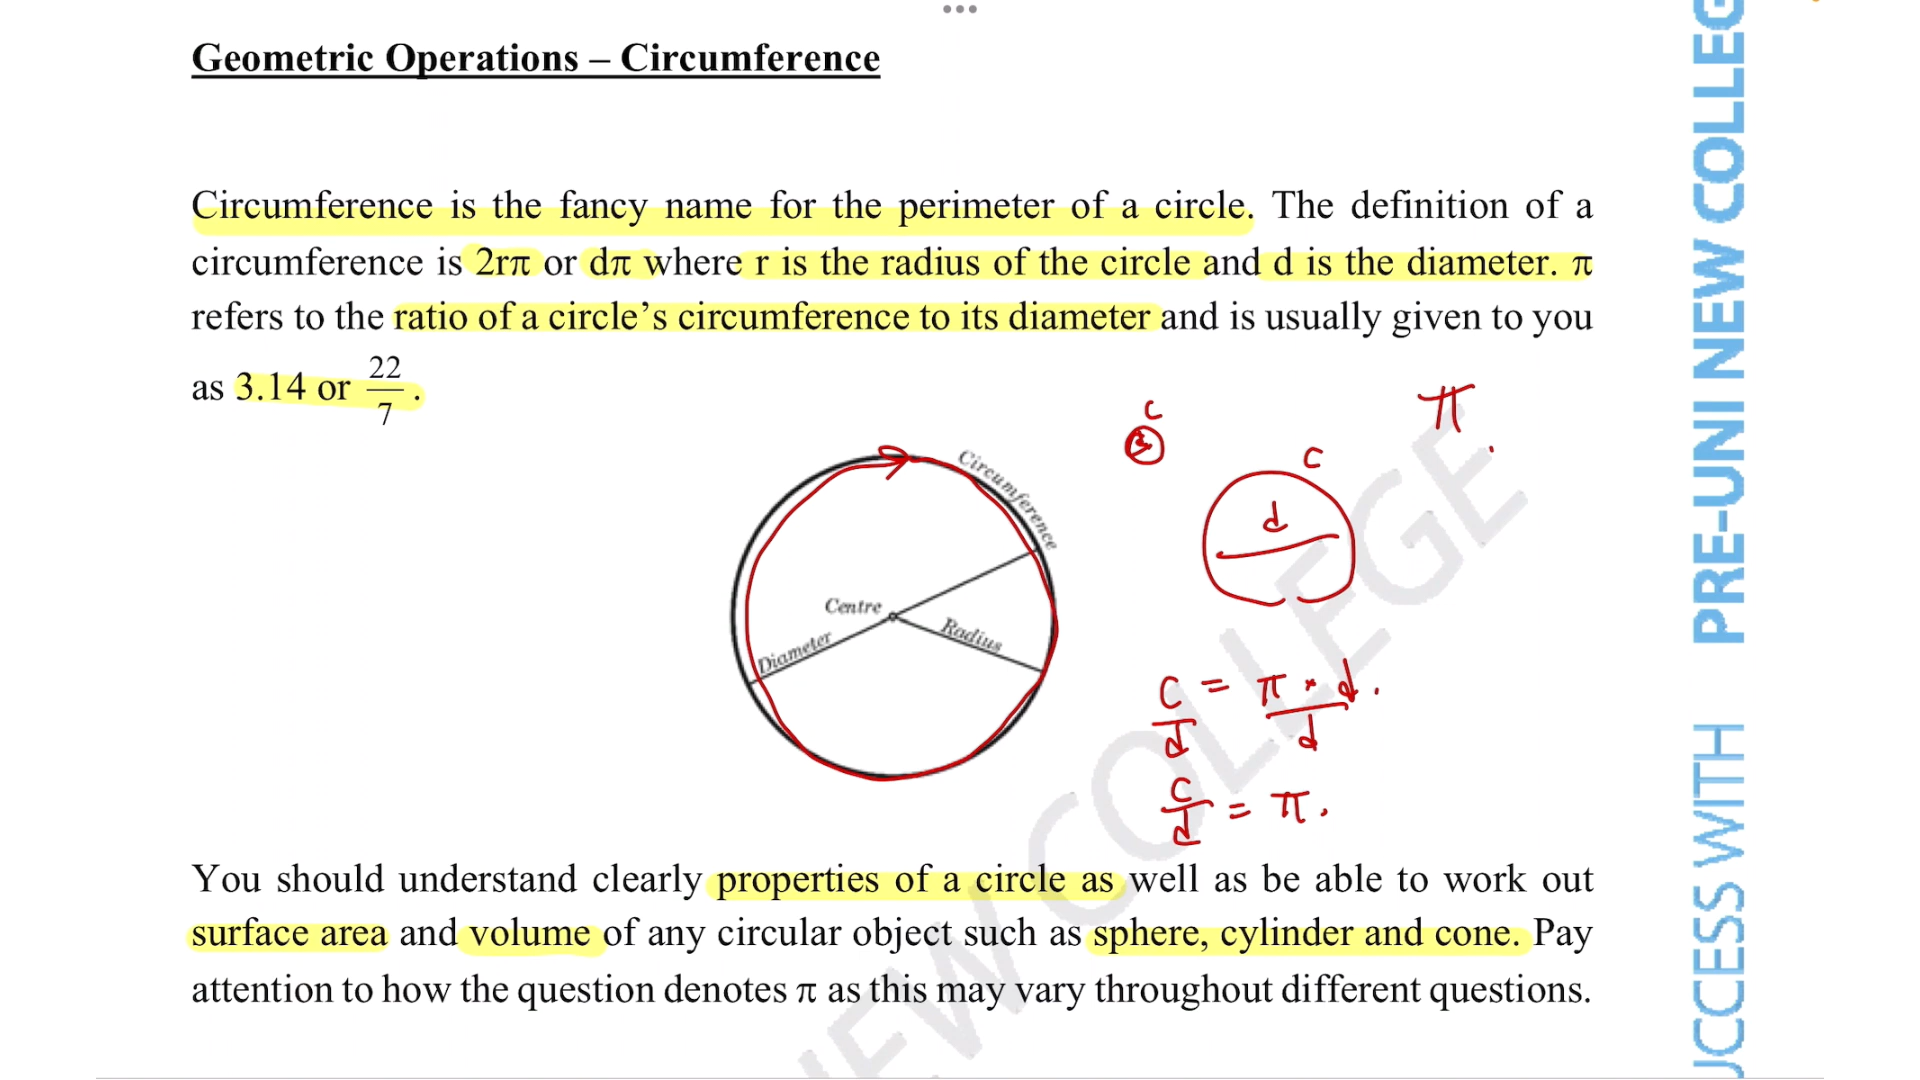 Geometric Operations – Circumference
Circumference is the fancy name for the perimeter of a circle. The definition of a
circumference is 2rπ or dπ where r is the radius of the circle and d is the diameter. π
refers to the ratio of a circle’s circumference to its diameter and is usually given to you
as 3.14 or 22/7.
C
π.
C
d
Circumference
Centre
Diameter
Radius
C/d = π × d/d.
C/d = π.
You should understand clearly properties of a circle as well as be able to work out
surface area and volume of any circular object such as sphere, cylinder and cone. Pay
attention to how the question denotes π as this may vary throughout different questions.
EW COLLEGE
UCCESS WITH PRE-UNI NEW COLLEG